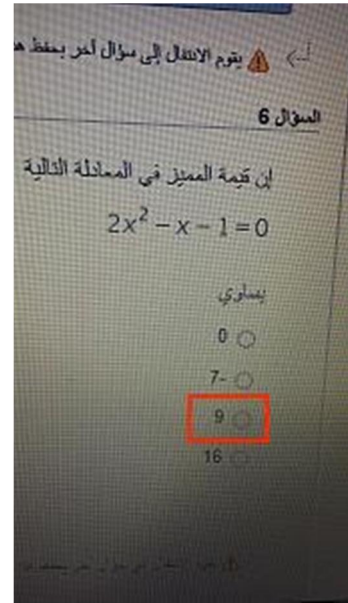 يقوم الانتقال إلى سؤال آخر بحفظ
السؤال 6
إن قيمة المميز في المعادلة التالية
2x² − x − 1 = 0
يساوي
0
7-
9
16